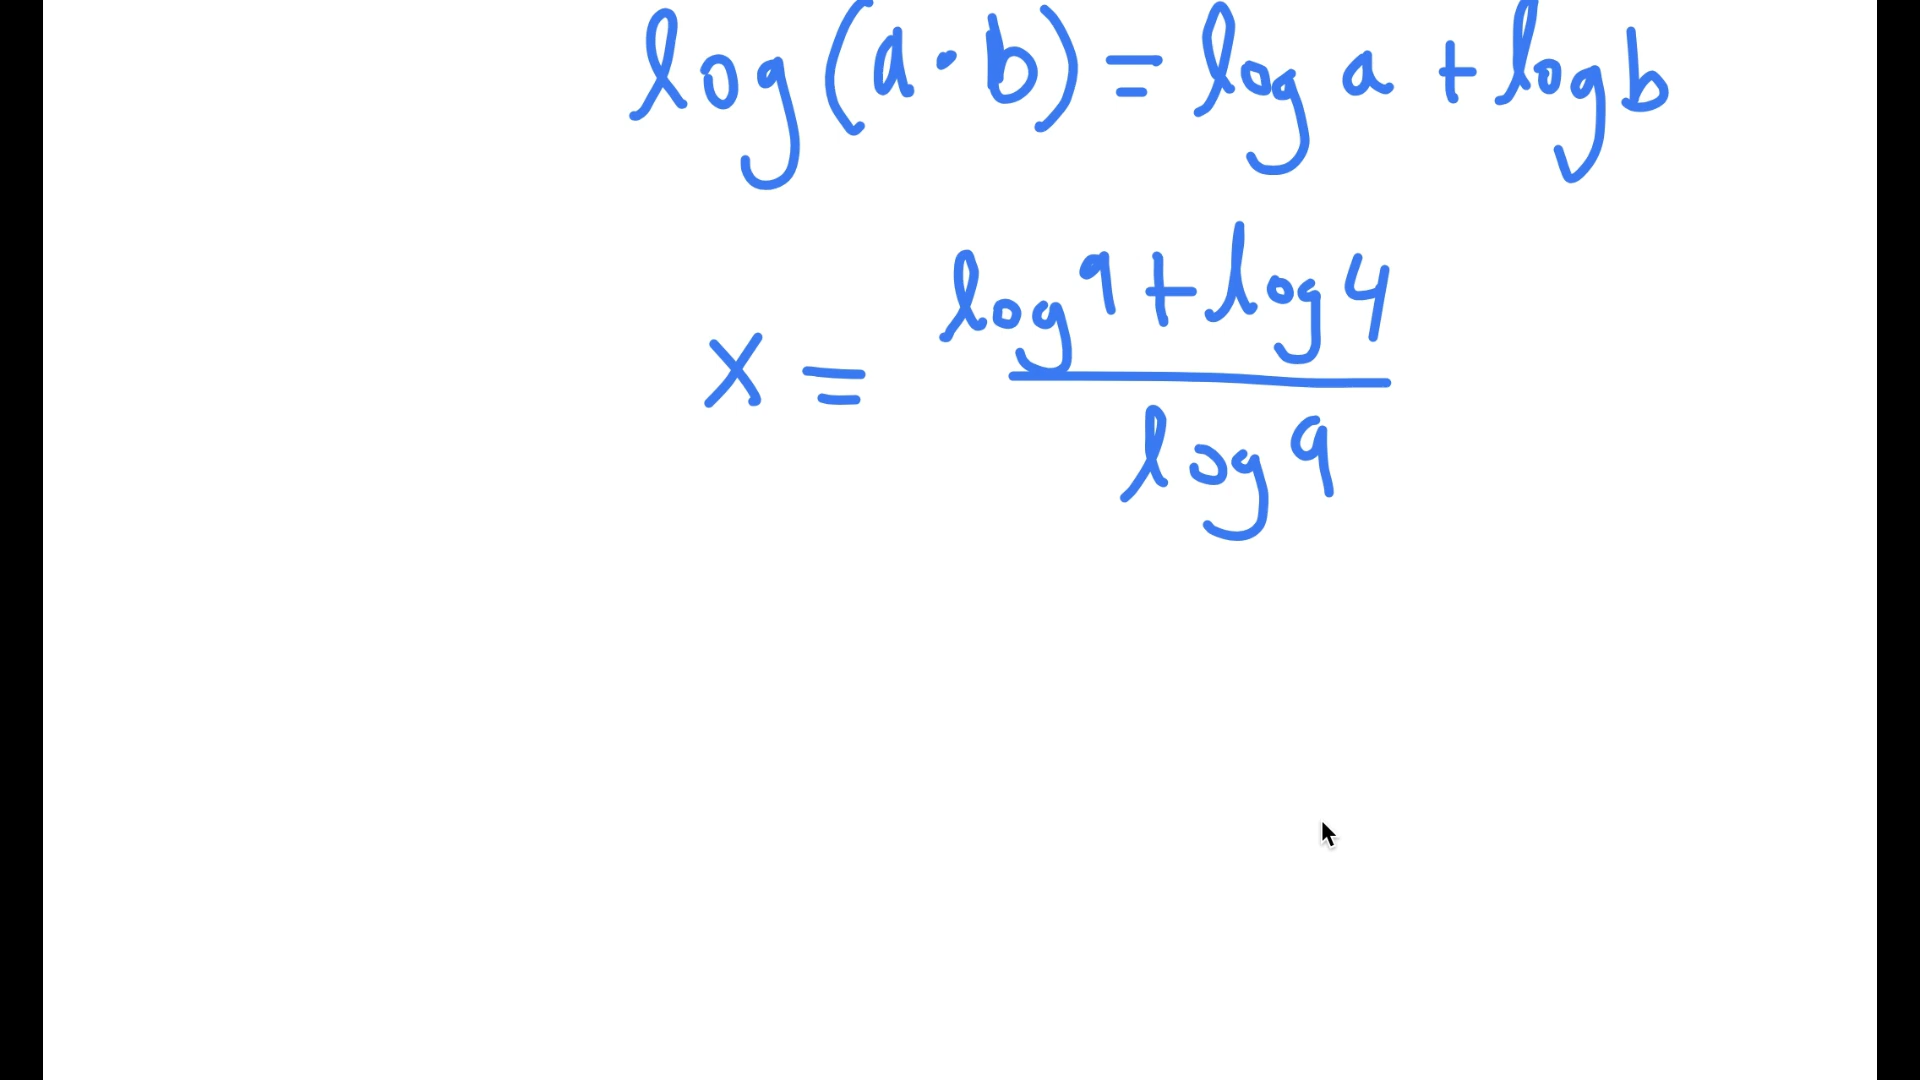 log(a·b) = log a + log b
log 9 + log 4
x = ―――――――
log 9